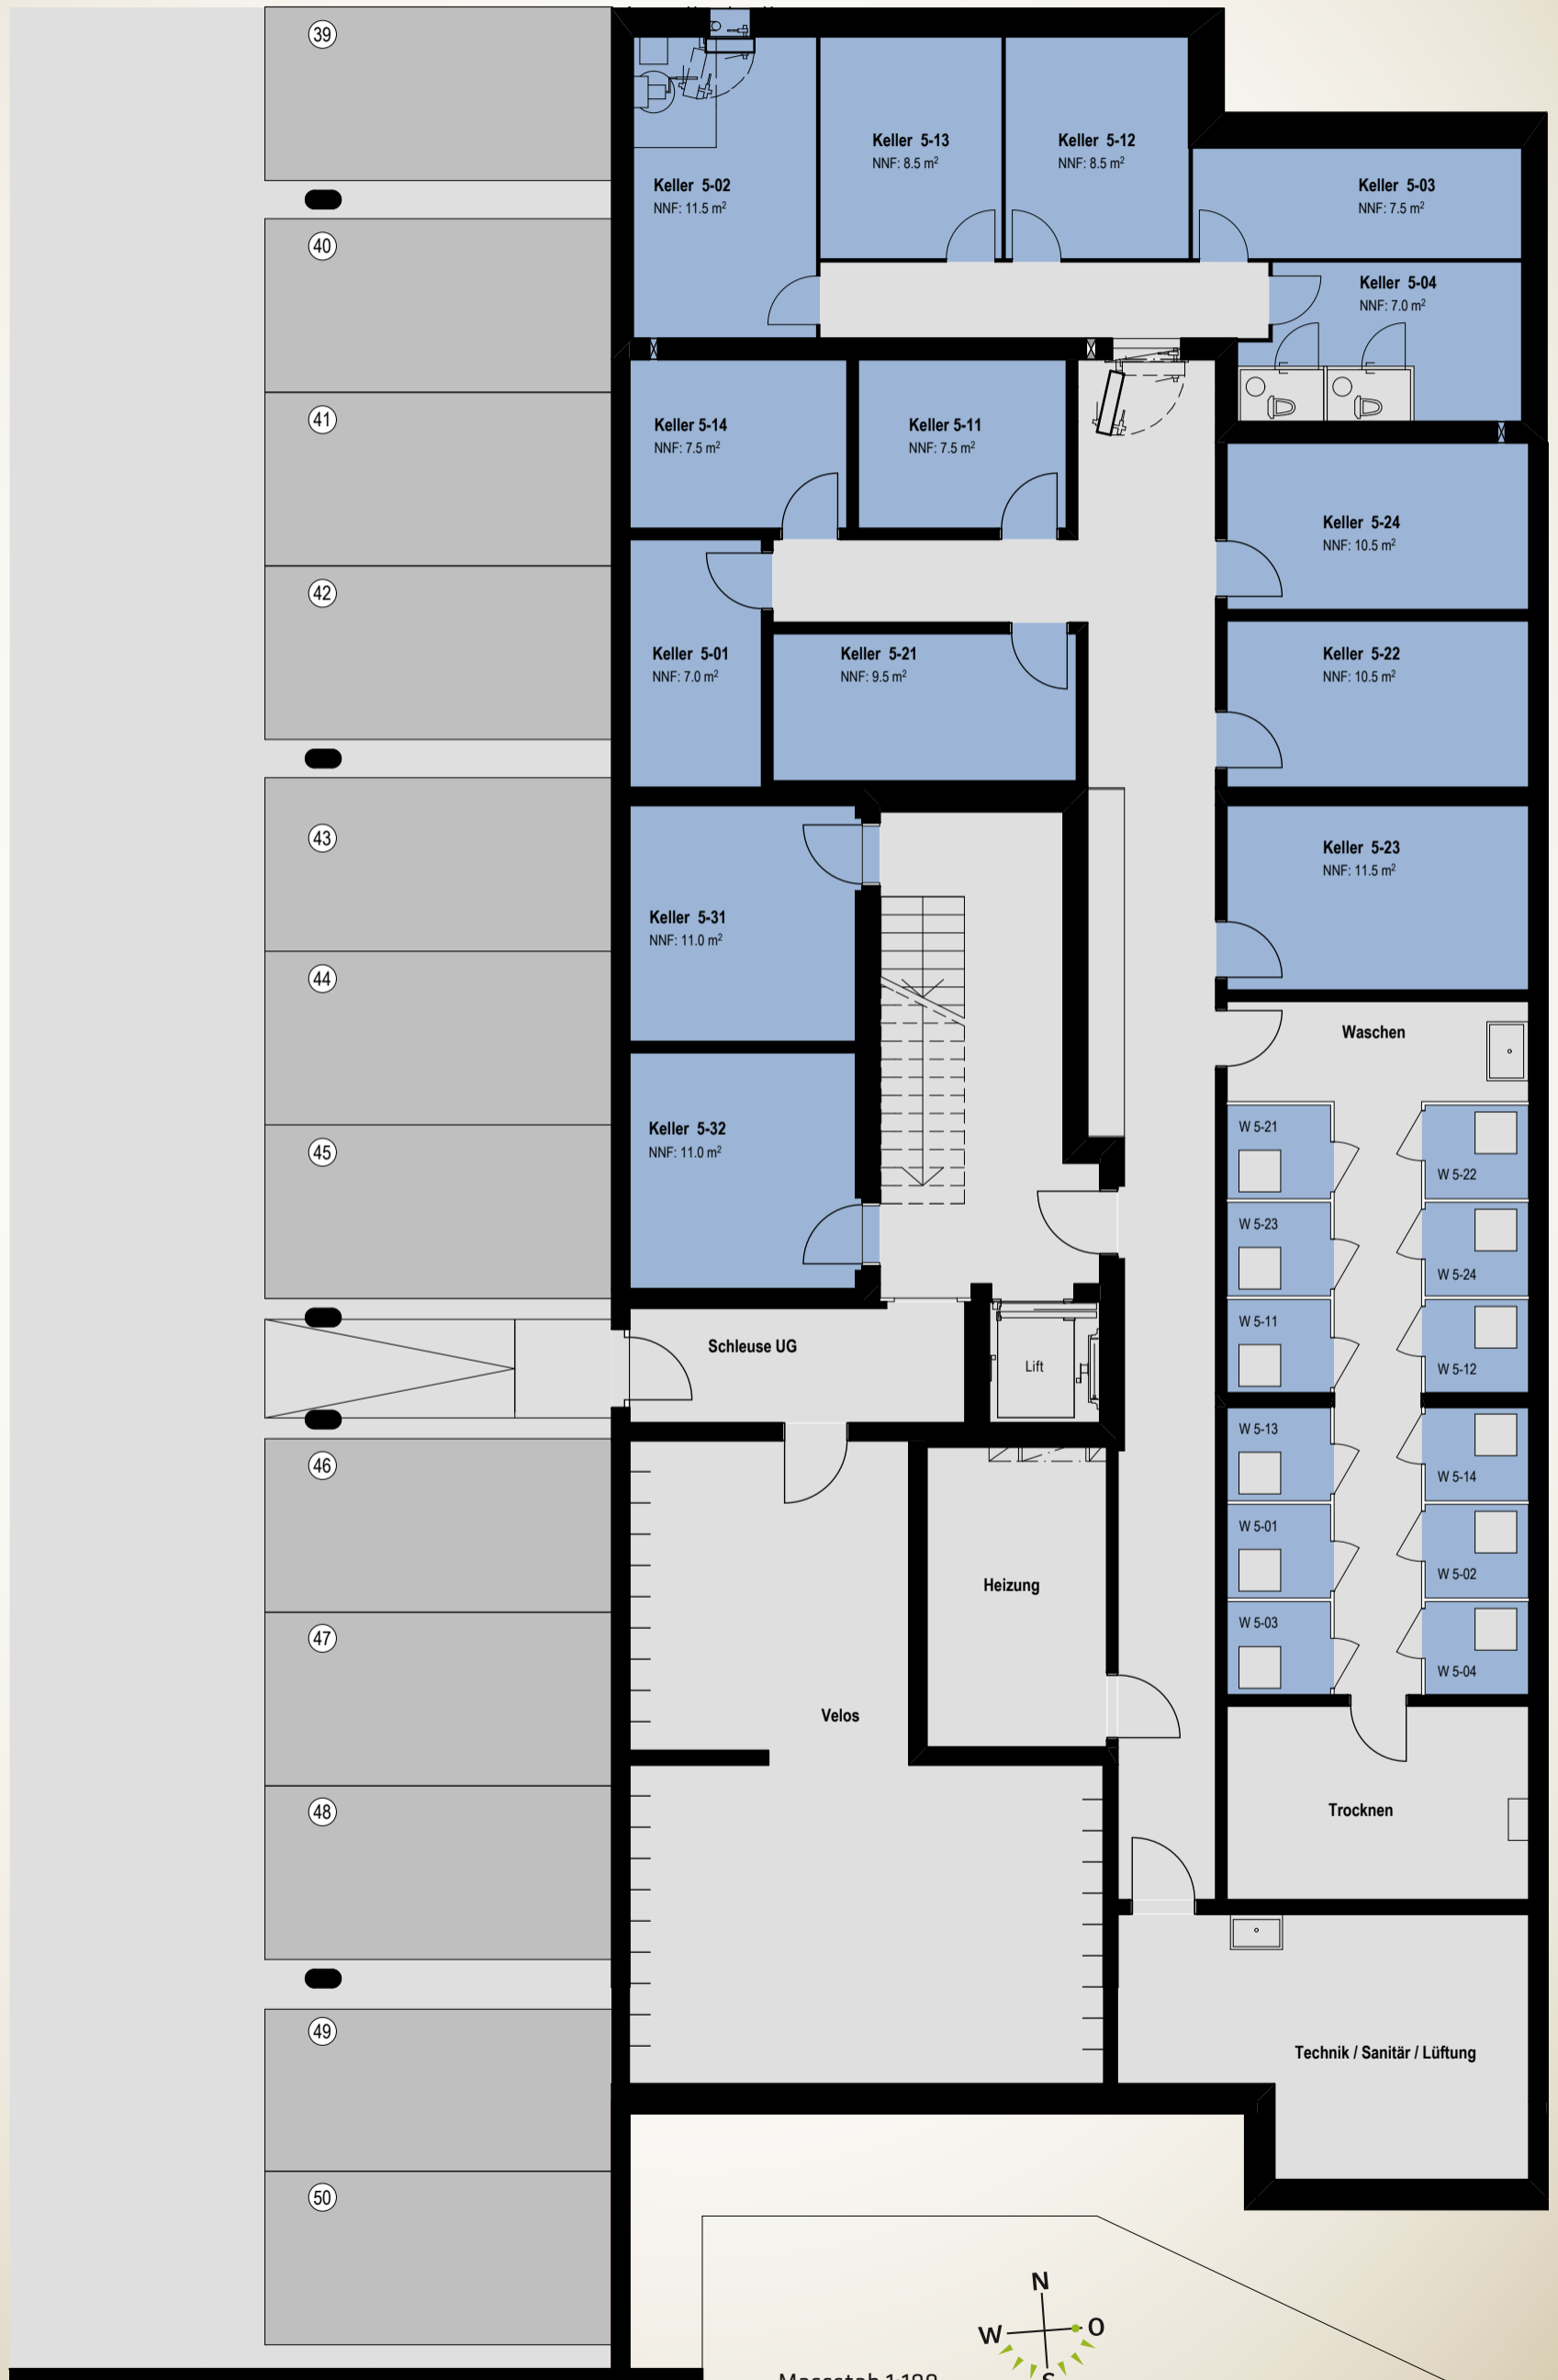 39
40
41
42
43
44
45
46
47
48
49
50
Keller 5-02
NNF: 11.5 m²
Keller 5-13
NNF: 8.5 m²
Keller 5-12
NNF: 8.5 m²
Keller 5-03
NNF: 7.5 m²
Keller 5-04
NNF: 7.0 m²
Keller 5-14
NNF: 7.5 m²
Keller 5-11
NNF: 7.5 m²
Keller 5-24
NNF: 10.5 m²
Keller 5-01
NNF: 7.0 m²
Keller 5-21
NNF: 9.5 m²
Keller 5-22
NNF: 10.5 m²
Keller 5-23
NNF: 11.5 m²
Keller 5-31
NNF: 11.0 m²
Keller 5-32
NNF: 11.0 m²
Waschen
W 5-21
W 5-22
W 5-23
W 5-24
W 5-11
W 5-12
W 5-13
W 5-14
W 5-01
W 5-02
W 5-03
W 5-04
Schleuse UG
Lift
Heizung
Velos
Trocknen
Technik / Sanitär / Lüftung
N
W
O
S